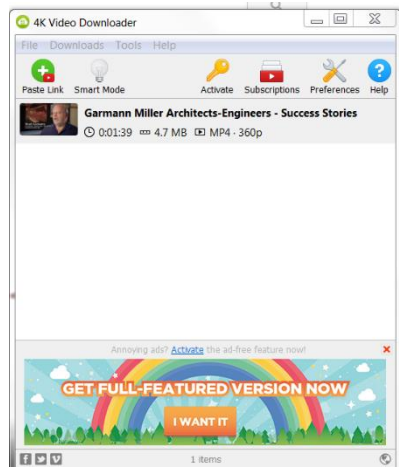 4K Video Downloader
File Downloads Tools Help
Paste Link Smart Mode Activate Subscriptions Preferences Help
Garmann Miller Architects-Engineers - Success Stories
0:01:39 4.7 MB MP4 · 360p
Annoying ads? Activate the ad-free feature now!
GET FULL-FEATURED VERSION NOW
I WANT IT
1 items